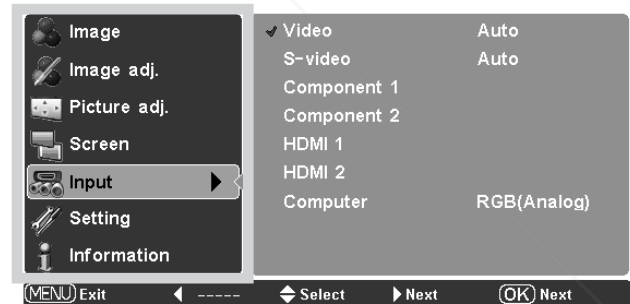 Image
Image adj.
Picture adj.
Screen
Input
Setting
Information
Video Auto
S-video Auto
Component 1
Component 2
HDMI 1
HDMI 2
Computer RGB(Analog)
MENU Exit ----- Select Next OK Next